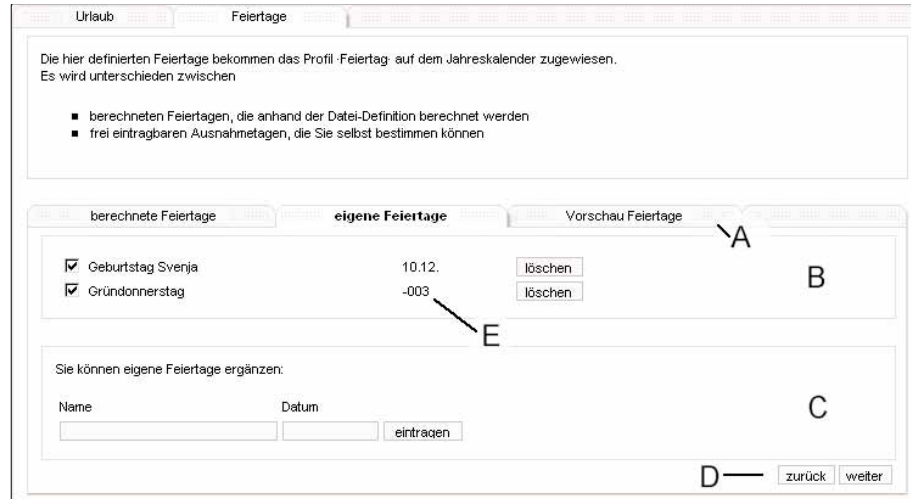 Urlaub Feiertage
Die hier definierten Feiertage bekommen das Profil ·Feiertag· auf dem Jahreskalender zugewiesen.
Es wird unterschieden zwischen
▪ berechneten Feiertagen, die anhand der Datei-Definition berechnet werden
▪ frei eintragbaren Ausnahmetagen, die Sie selbst bestimmen können
berechnete Feiertage eigene Feiertage Vorschau Feiertage
A
Geburtstag Svenja 10.12. löschen
B
Gründonnerstag -003 löschen
E
Sie können eigene Feiertage ergänzen:
Name Datum
C
eintragen
D zurück weiter